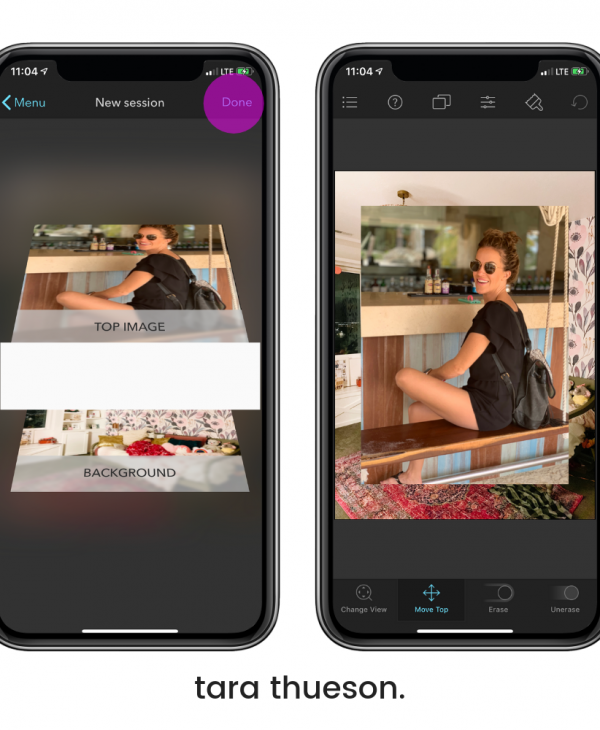 11:04
LTE
Menu
New session
Done
TOP IMAGE
BACKGROUND
11:04
LTE
Change View
Move Top
Erase
Unerase
tara thueson.